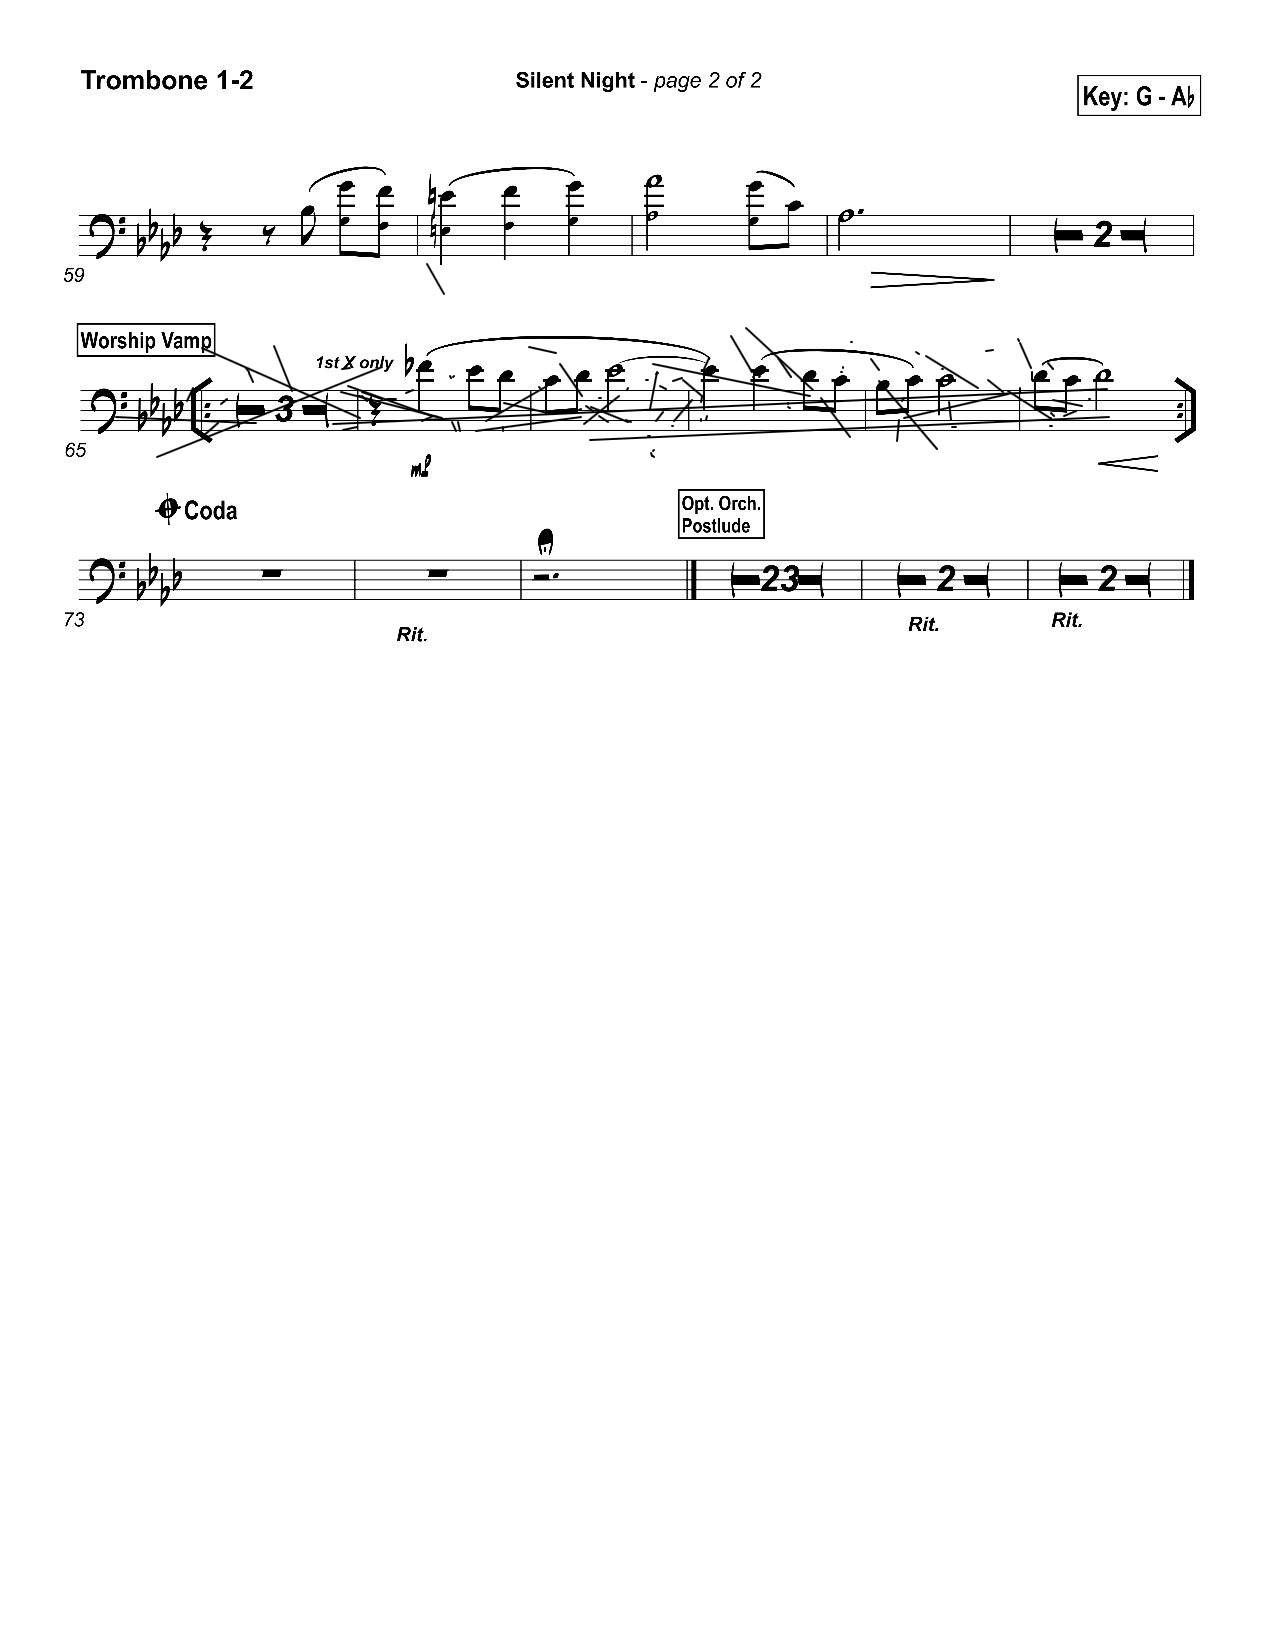 Trombone 1-2
Silent Night - page 2 of 2
Key: G - A♭
2
59
Worship Vamp
1st X only
3
65
Coda
Opt. Orch.
Postlude
23
2
2
73
Rit.
Rit.
Rit.